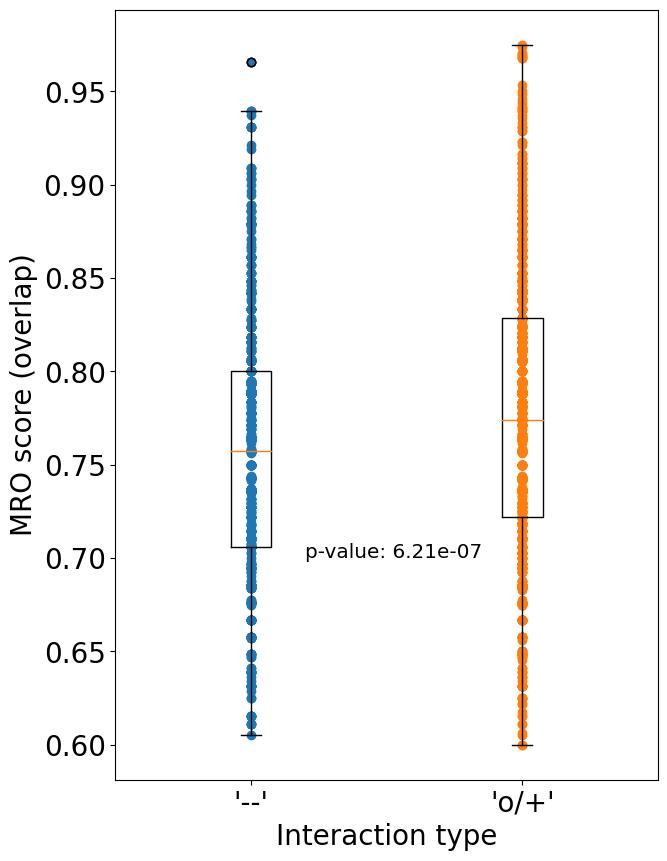 MRO score (overlap)
0.95
0.90
0.85
0.80
0.75
0.70
0.65
0.60
p-value: 6.21e-07
'--'
'o/+'
Interaction type